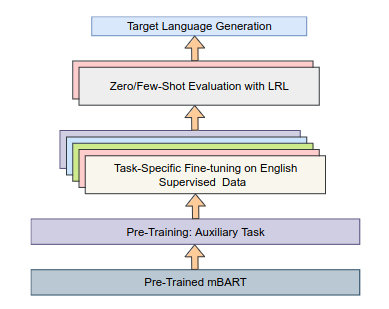 Target Language Generation
Zero/Few-Shot Evaluation with LRL
Task-Specific Fine-tuning on English
Supervised Data
Pre-Training: Auxiliary Task
Pre-Trained mBART